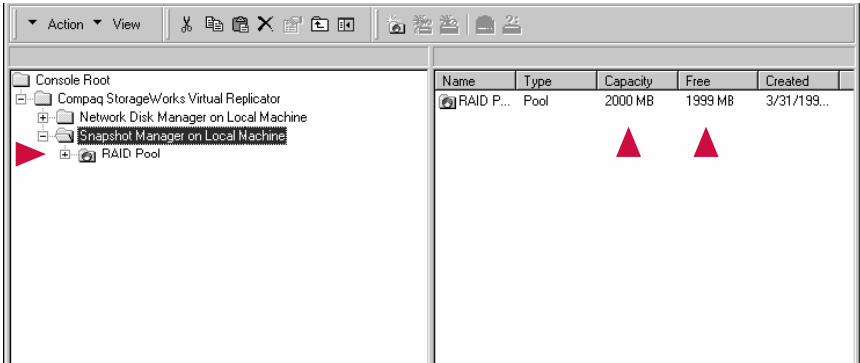 Action View
Console Root
Compaq StorageWorks Virtual Replicator
Network Disk Manager on Local Machine
Snapshot Manager on Local Machine
RAID Pool
Name Type Capacity Free Created
RAID P... Pool 2000 MB 1999 MB 3/31/199...